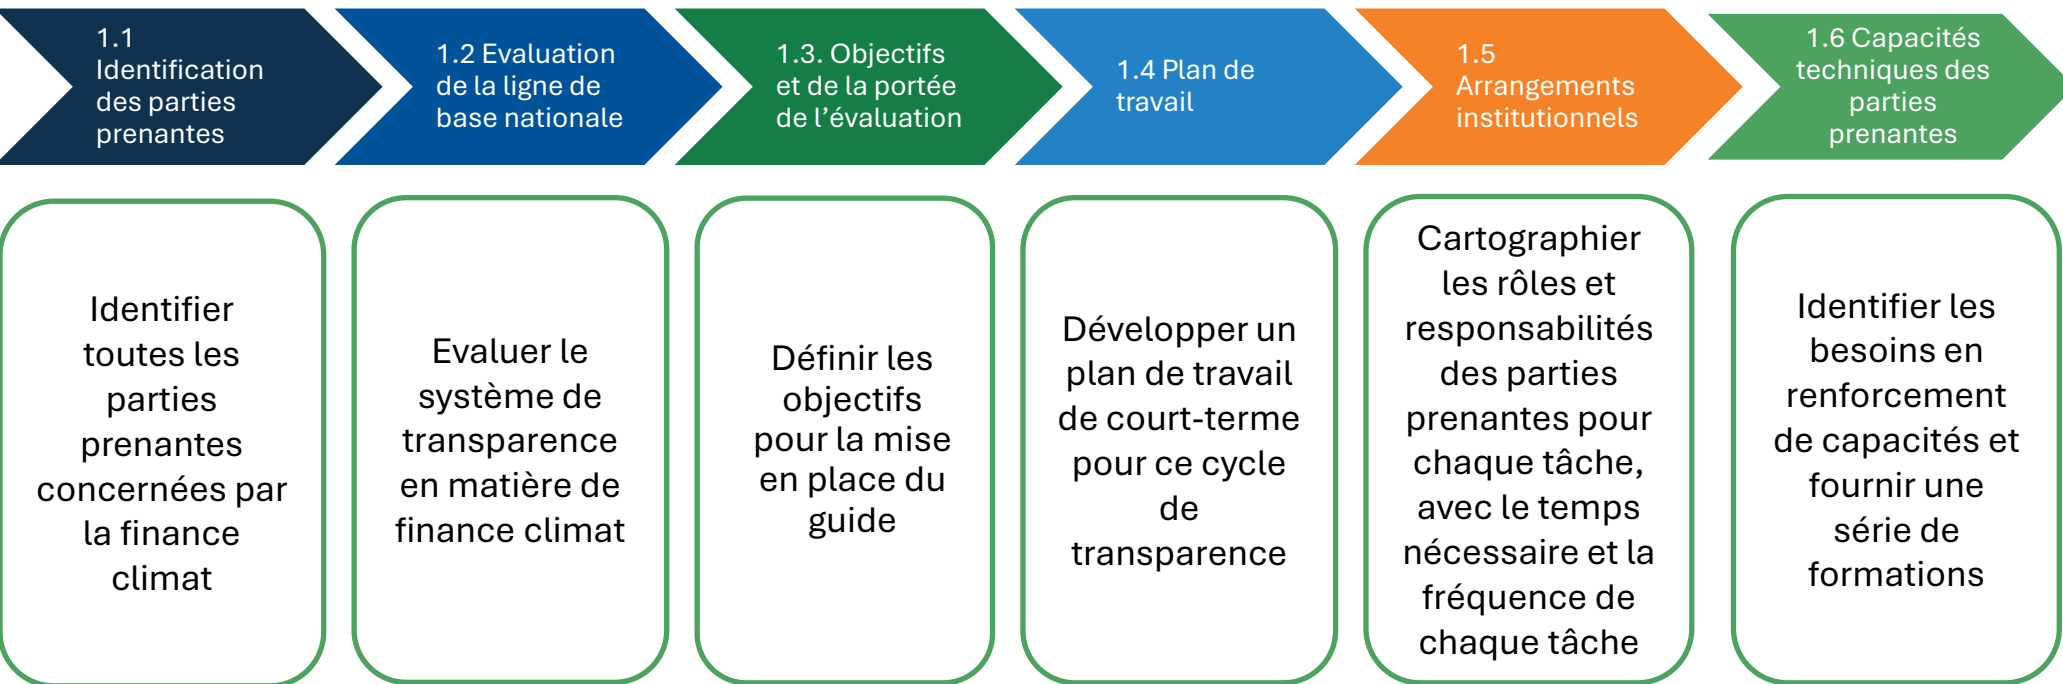 1.1
Identification
des parties
prenantes
1.2 Evaluation
de la ligne de
base nationale
1.3. Objectifs
et de la portée
de l’évaluation
1.4 Plan de
travail
1.5
Arrangements
institutionnels
1.6 Capacités
techniques des
parties
prenantes
Identifier
toutes les
parties
prenantes
concernées par
la finance
climat
Evaluer le
système de
transparence
en matière de
finance climat
Définir les
objectifs
pour la mise
en place du
guide
Développer un
plan de travail
de court-terme
pour ce cycle
de
transparence
Cartographier
les rôles et
responsabilités
des parties
prenantes pour
chaque tâche,
avec le temps
nécessaire et la
fréquence de
chaque tâche
Identifier les
besoins en
renforcement
de capacités et
fournir une
série de
formations